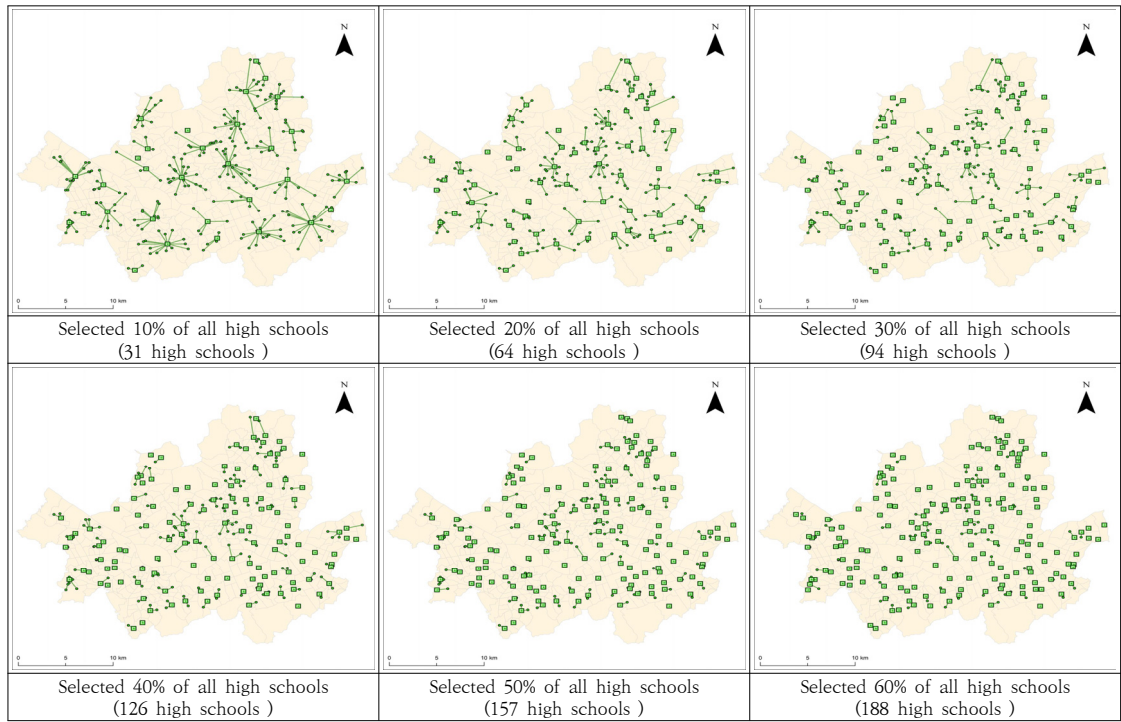 N
N
N
0 5 10 km
0 5 10 km
0 5 10 km
Selected 10% of all high schools
(31 high schools )
Selected 20% of all high schools
(64 high schools )
Selected 30% of all high schools
(94 high schools )
N
N
N
0 5 10 km
0 5 10 km
0 5 10 km
Selected 40% of all high schools
(126 high schools )
Selected 50% of all high schools
(157 high schools )
Selected 60% of all high schools
(188 high schools )